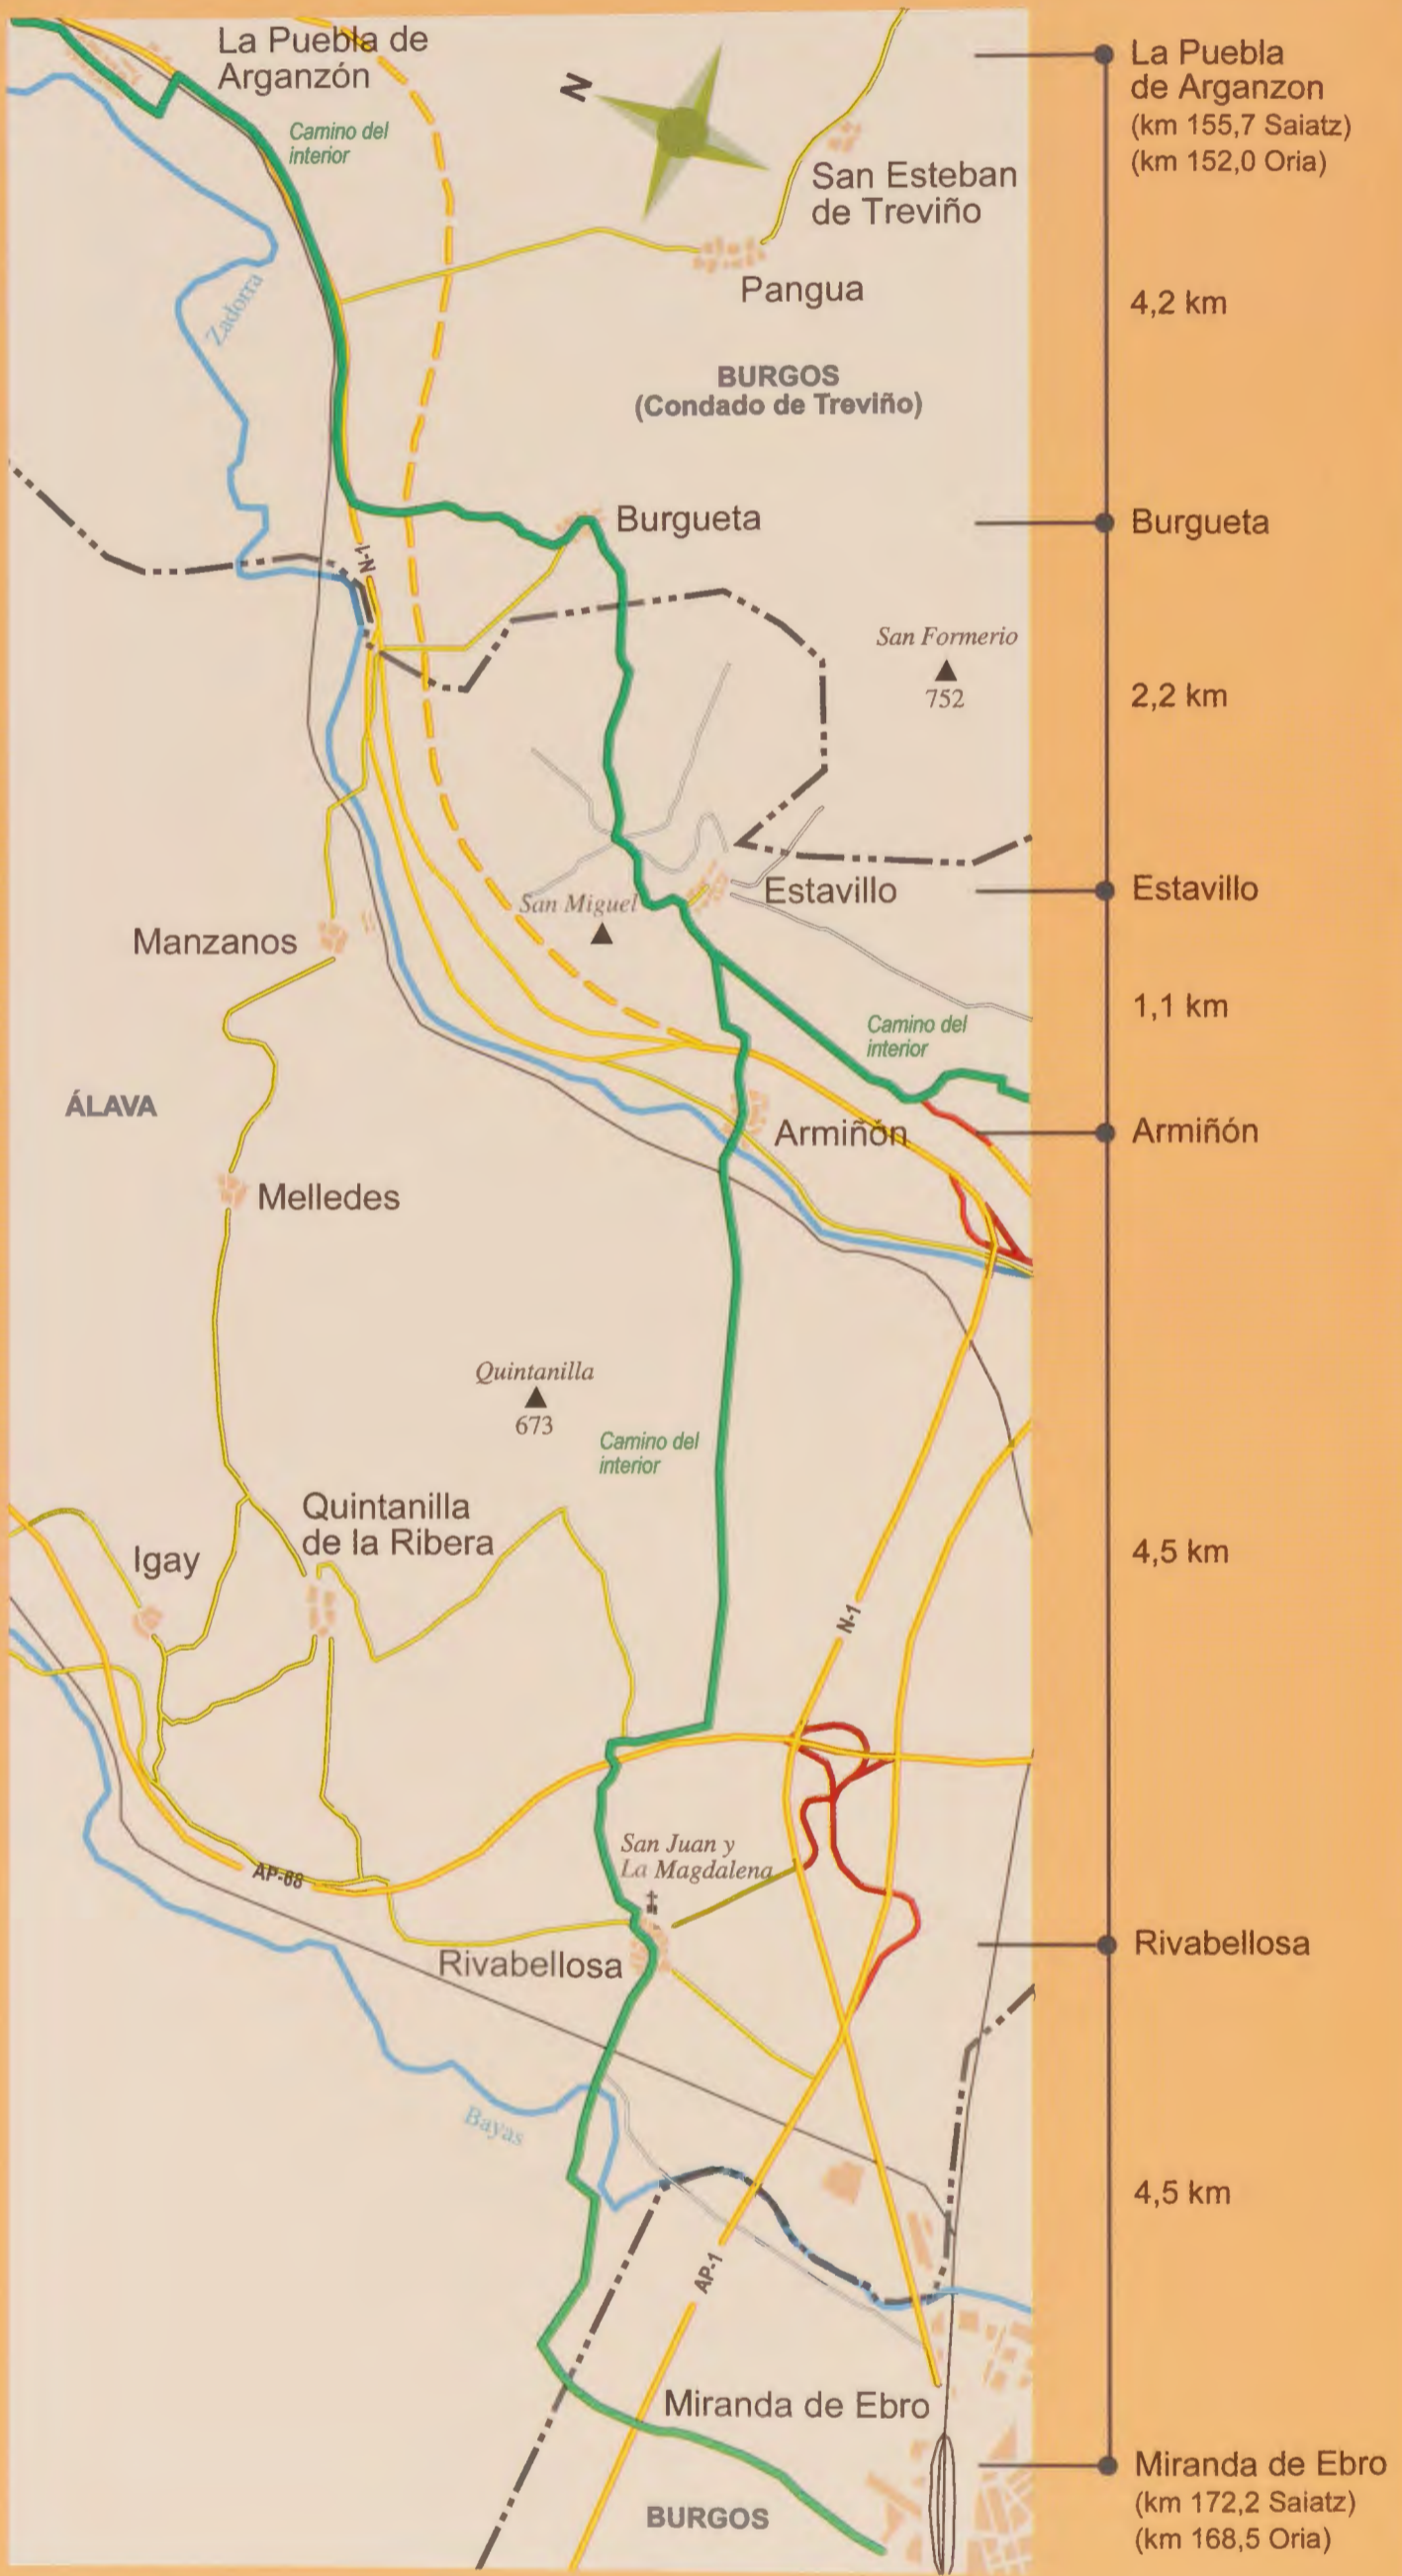 La Puebla de
Arganzón
Camino del
interior
N
San Esteban
de Treviño
Pangua
Zadorra
BURGOS
(Condado de Treviño)
Burgueta
N-1
San Formerio
752
San Miguel
Estavillo
Manzanos
Camino del
interior
ÁLAVA
Armiñón
Melledes
Quintanilla
673
Camino del
interior
Quintanilla
de la Ribera
Igay
N-1
San Juan y
La Magdalena
AP-68
Rivabellosa
Bayas
AP-1
Miranda de Ebro
BURGOS
La Puebla
de Arganzon
(km 155,7 Saiatz)
(km 152,0 Oria)
4,2 km
Burgueta
2,2 km
Estavillo
1,1 km
Armiñón
4,5 km
Rivabellosa
4,5 km
Miranda de Ebro
(km 172,2 Saiatz)
(km 168,5 Oria)